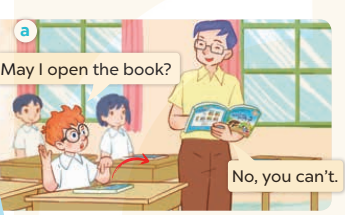 a
May I open the book?
No, you can't.